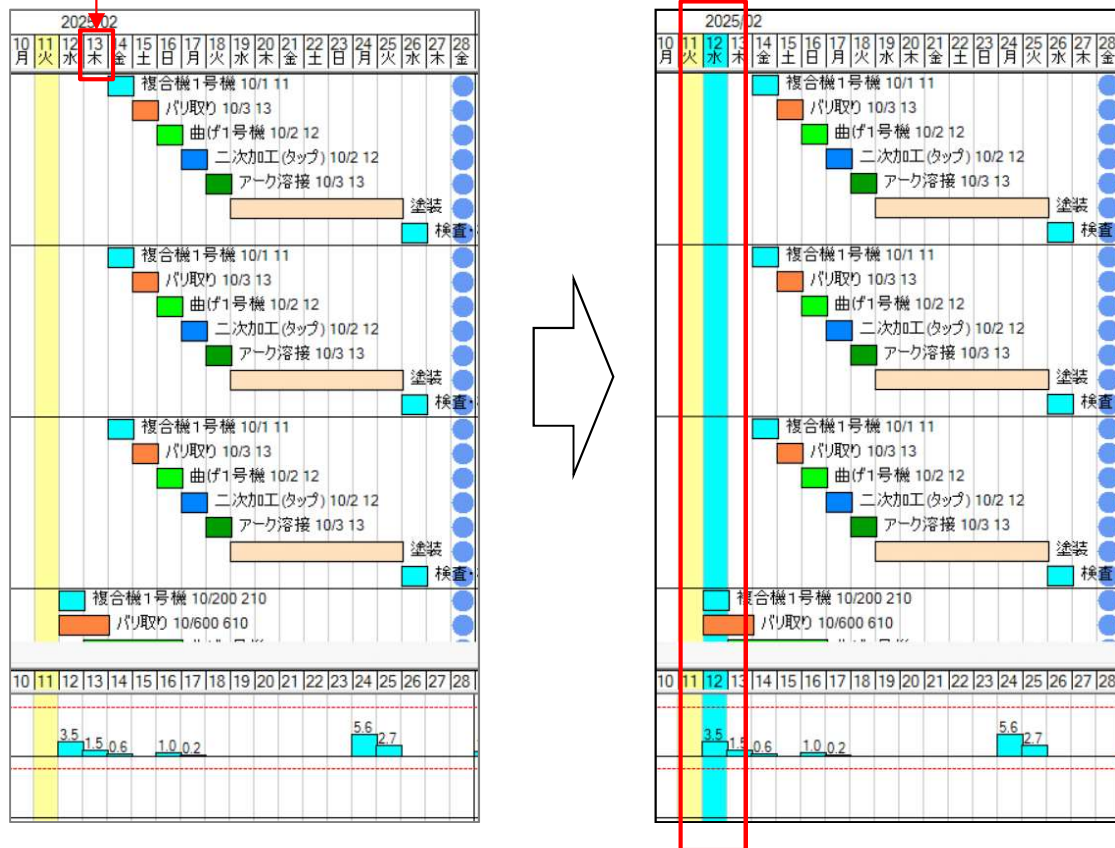 2025/02
10 11 12 13 14 15 16 17 18 19 20 21 22 23 24 25 26 27 28
月 火 水 木 金 土 日 月 火 水 木 金 土 日 月 火 水 木 金
複合機1号機 10/1 11
バリ取り 10/3 13
曲げ1号機 10/2 12
二次加工(タップ) 10/2 12
アーク溶接 10/3 13
塗装
検査・
複合機1号機 10/1 11
バリ取り 10/3 13
曲げ1号機 10/2 12
二次加工(タップ) 10/2 12
アーク溶接 10/3 13
塗装
検査・
複合機1号機 10/1 11
バリ取り 10/3 13
曲げ1号機 10/2 12
二次加工(タップ) 10/2 12
アーク溶接 10/3 13
塗装
検査・
複合機1号機 10/200 210
バリ取り 10/600 610
10 11 12 13 14 15 16 17 18 19 20 21 22 23 24 25 26 27 28
3.5 1.5 0.6 1.0 0.2 5.6 2.7
2025/02
10 11 12 13 14 15 16 17 18 19 20 21 22 23 24 25 26 27 28
月 火 水 木 金 土 日 月 火 水 木 金 土 日 月 火 水 木 金
複合機1号機 10/1 11
バリ取り 10/3 13
曲げ1号機 10/2 12
二次加工(タップ) 10/2 12
アーク溶接 10/3 13
塗装
検査
複合機1号機 10/1 11
バリ取り 10/3 13
曲げ1号機 10/2 12
二次加工(タップ) 10/2 12
アーク溶接 10/3 13
塗装
検査
複合機1号機 10/1 11
バリ取り 10/3 13
曲げ1号機 10/2 12
二次加工(タップ) 10/2 12
アーク溶接 10/3 13
塗装
検査
複合機1号機 10/200 210
バリ取り 10/600 610
10 11 12 13 14 15 16 17 18 19 20 21 22 23 24 25 26 27 28
3.5 1.5 0.6 1.0 0.2 5.6 2.7